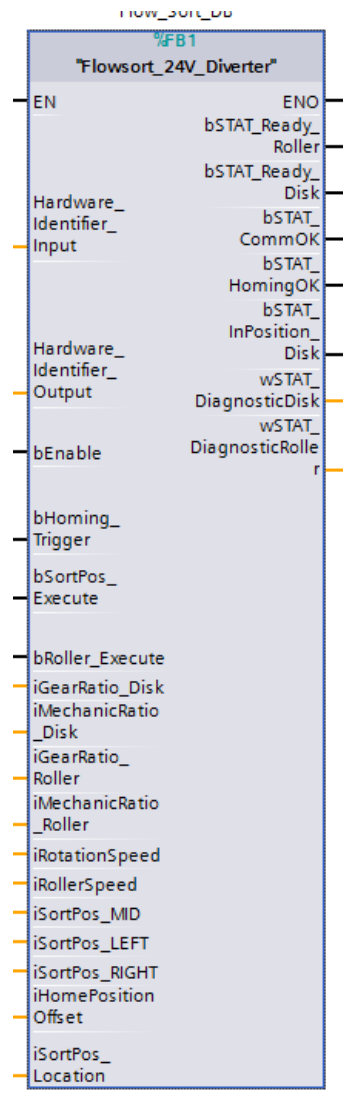 Flow_Sort_DB
%FB1
"Flowsort_24V_Diverter"
EN
ENO
bSTAT_Ready_
Roller
bSTAT_Ready_
Disk
Hardware_
Identifier_
Input
bSTAT_
CommOK
bSTAT_
HomingOK
bSTAT_
InPosition_
Disk
Hardware_
Identifier_
Output
wSTAT_
DiagnosticDisk
wSTAT_
DiagnosticRolle
r
bEnable
bHoming_
Trigger
bSortPos_
Execute
bRoller_Execute
iGearRatio_Disk
iMechanicRatio
_Disk
iGearRatio_
Roller
iMechanicRatio
_Roller
iRotationSpeed
iRollerSpeed
iSortPos_MID
iSortPos_LEFT
iSortPos_RIGHT
iHomePosition
Offset
iSortPos_
Location